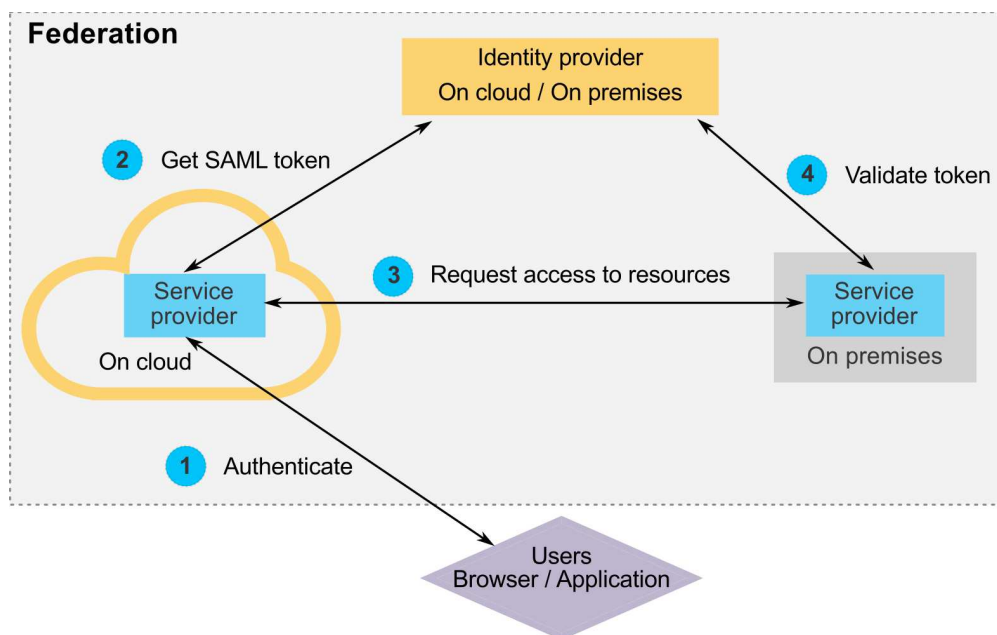 Federation
Identity provider
On cloud / On premises
2 Get SAML token
4 Validate token
3 Request access to resources
Service
provider
On cloud
Service
provider
On premises
1 Authenticate
Users
Browser / Application